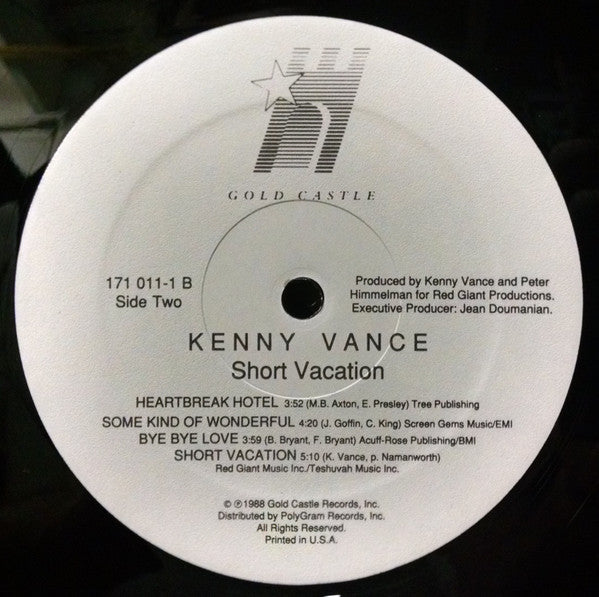 GOLD CASTLE
171 011-1 B
Side Two
Produced by Kenny Vance and Peter
Himmelman for Red Giant Productions.
Executive Producer: Jean Doumanian.
KENNY VANCE
Short Vacation
HEARTBREAK HOTEL 3:52 (M.B. Axton, E. Presley) Tree Publishing
SOME KIND OF WONDERFUL 4:20 (J. Goffin, C. King) Screen Gems Music/EMI
BYE BYE LOVE 3:59 (B. Bryant, F. Bryant) Acuff-Rose Publishing/BMI
SHORT VACATION 5:10 (K. Vance, p. Namanworth)
Red Giant Music Inc./Teshuvah Music Inc.
© ℗ 1988 Gold Castle Records, Inc.
Distributed by PolyGram Records, Inc.
All Rights Reserved.
Printed in U.S.A.